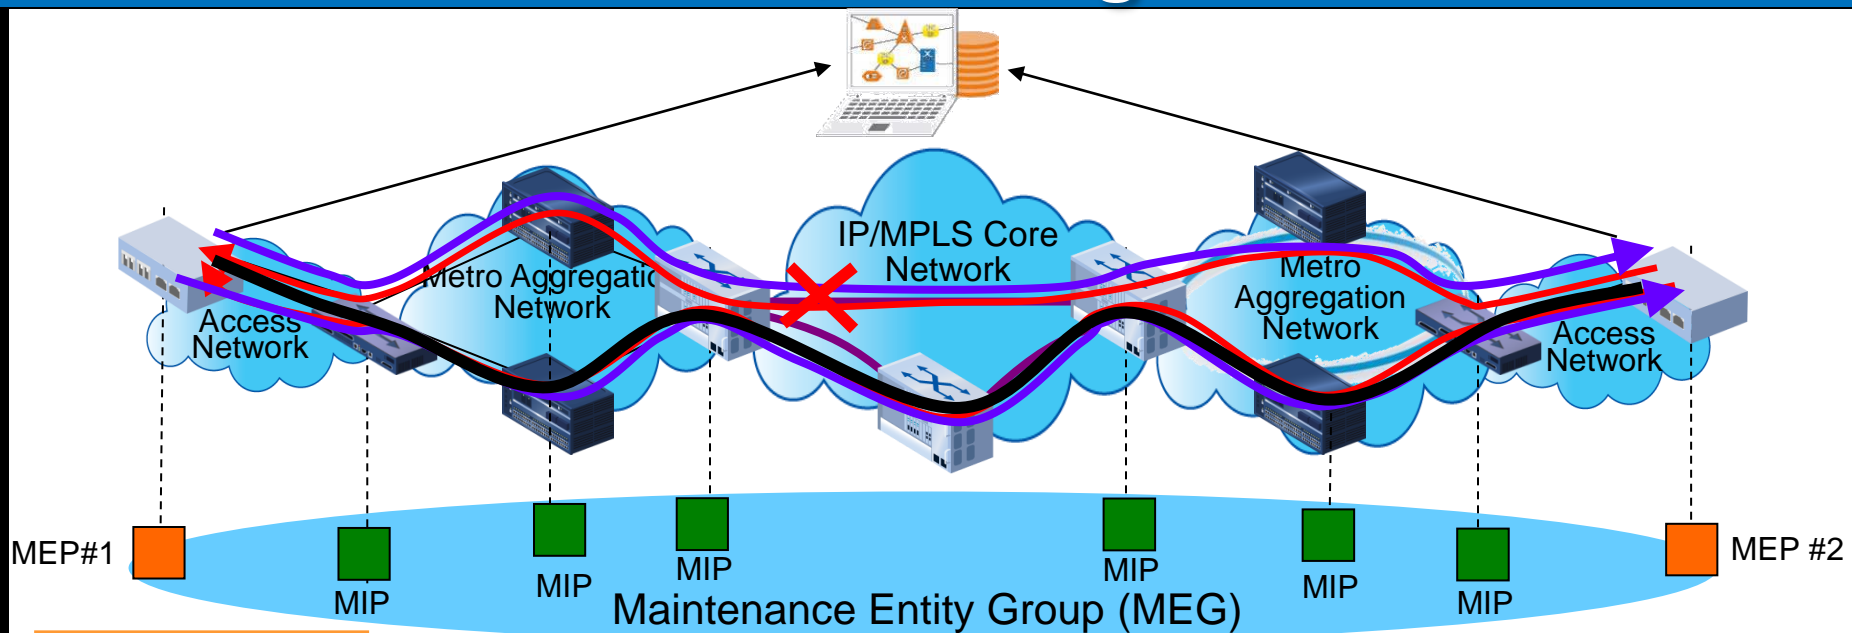 IP/MPLS Core
Network
Metro Aggregatio
Network
Metro
Aggregation
Network
Access
Network
Access
Network
MEP#1
MIP
MIP
MIP
MIP
MIP
MIP
MEP #2
Maintenance Entity Group (MEG)